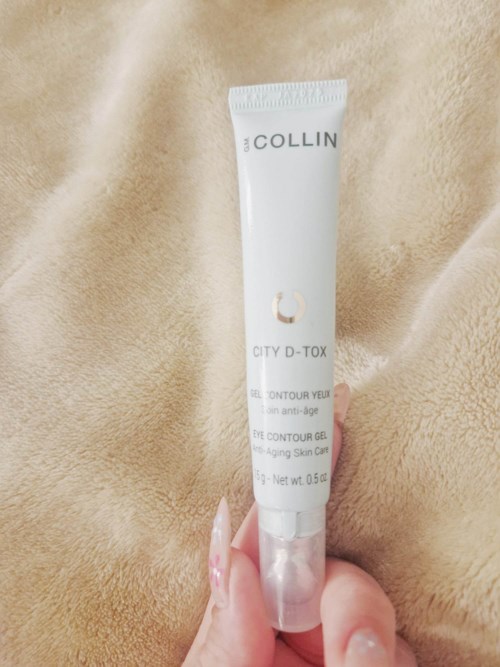 G.M. COLLIN
CITY D-TOX
GEL CONTOUR YEUX
Soin anti-âge
EYE CONTOUR GEL
Anti-Aging Skin Care
15 g - Net wt. 0.5 oz